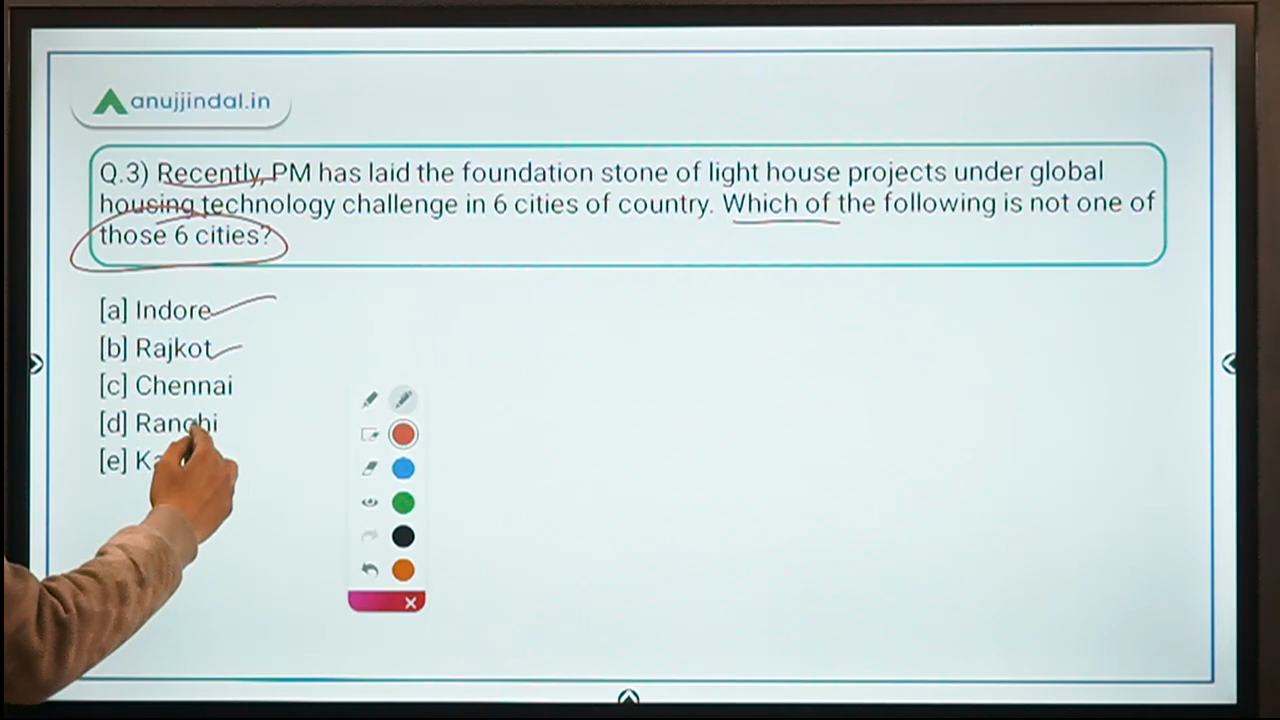 anujjindal.in
Q.3) Recently, PM has laid the foundation stone of light house projects under global
housing technology challenge in 6 cities of country. Which of the following is not one of
those 6 cities?
[a] Indore
[b] Rajkot
[c] Chennai
[d] Ranchi
[e]